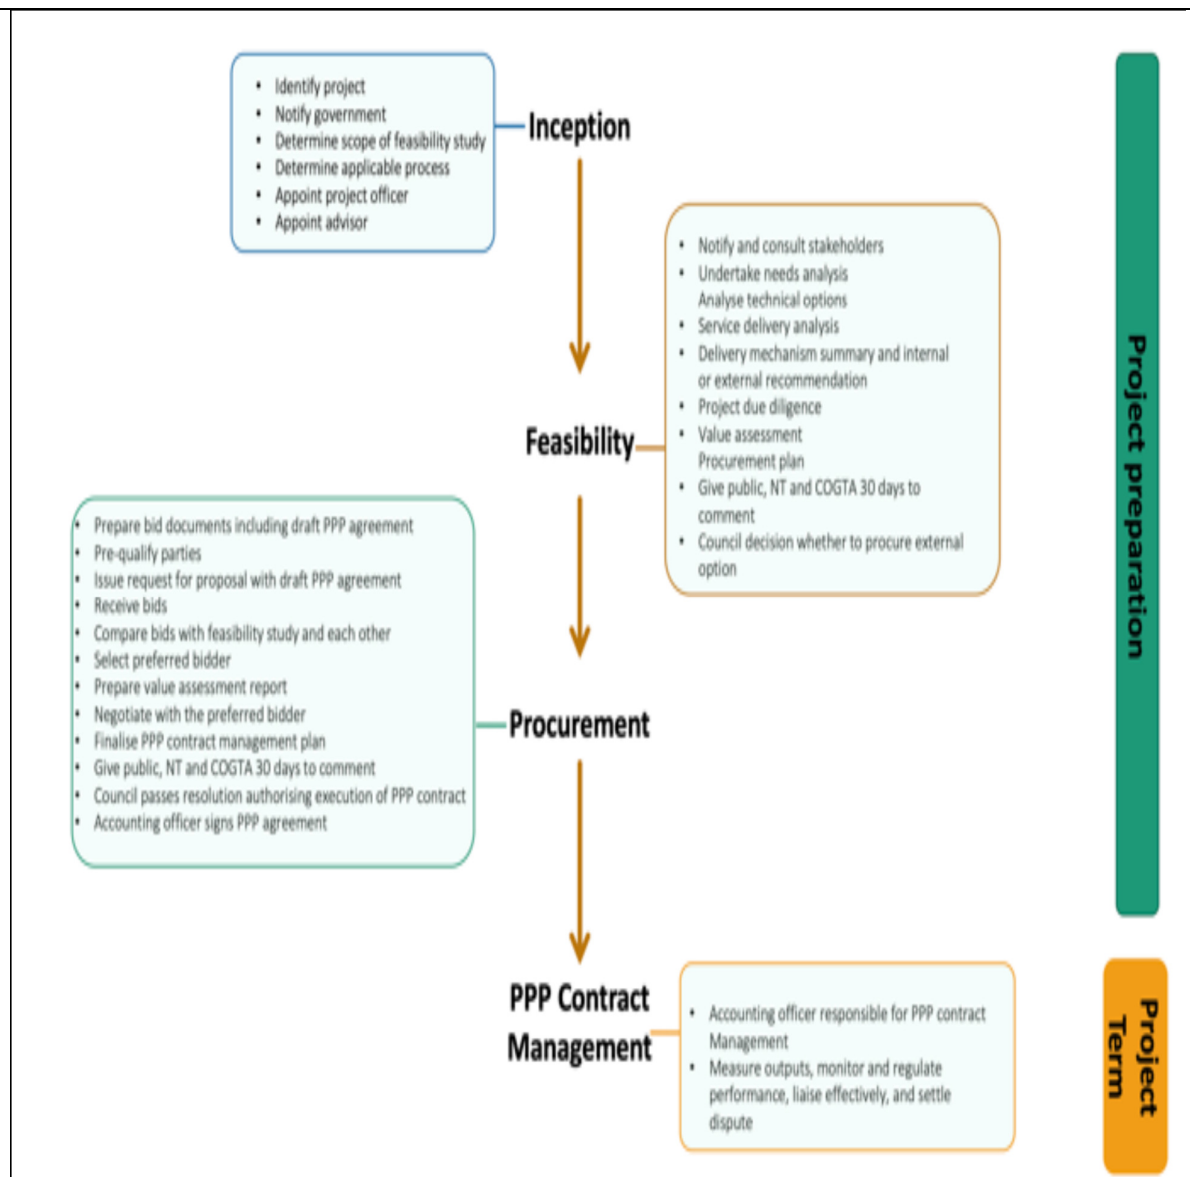 • Identify project
• Notify government
• Determine scope of feasibility study
• Determine applicable process
• Appoint project officer
• Appoint advisor
Inception
• Notify and consult stakeholders
• Undertake needs analysis
Analyse technical options
• Service delivery analysis
• Delivery mechanism summary and internal
or external recommendation
• Project due diligence
• Value assessment
Procurement plan
• Give public, NT and COGTA 30 days to
comment
• Council decision whether to procure external
option
Feasibility
• Prepare bid documents including draft PPP agreement
• Pre-qualify parties
• Issue request for proposal with draft PPP agreement
• Receive bids
• Compare bids with feasibility study and each other
• Select preferred bidder
• Prepare value assessment report
• Negotiate with the preferred bidder
• Finalise PPP contract management plan
• Give public, NT and COGTA 30 days to comment
• Council passes resolution authorising execution of PPP contract
• Accounting officer signs PPP agreement
Procurement
PPP Contract
Management
• Accounting officer responsible for PPP contract
Management
• Measure outputs, monitor and regulate
performance, liaise effectively, and settle
dispute
Project preparation
Project
Term